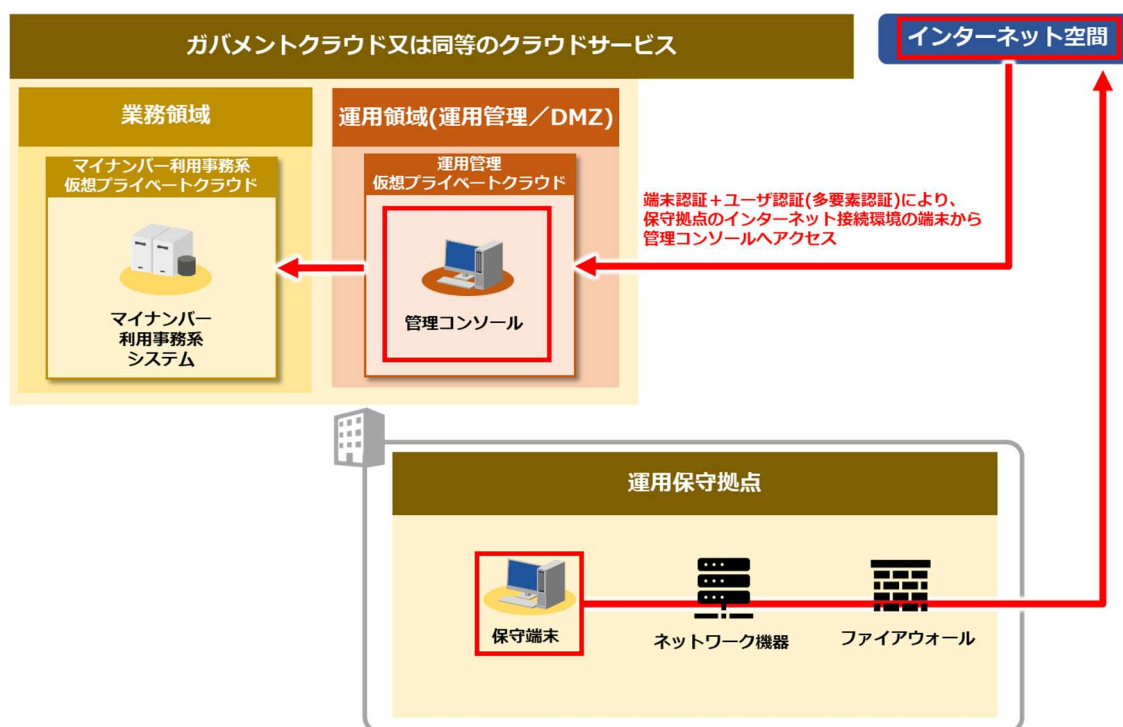 ガバメントクラウド又は同等のクラウドサービス
インターネット空間
業務領域
運用領域(運用管理／DMZ)
マイナンバー利用事務系
仮想プライベートクラウド
運用管理
仮想プライベートクラウド
端末認証＋ユーザ認証(多要素認証)により、
保守拠点のインターネット接続環境の端末から
管理コンソールへアクセス
マイナンバー
利用事務系
システム
管理コンソール
運用保守拠点
保守端末
ネットワーク機器
ファイアウォール